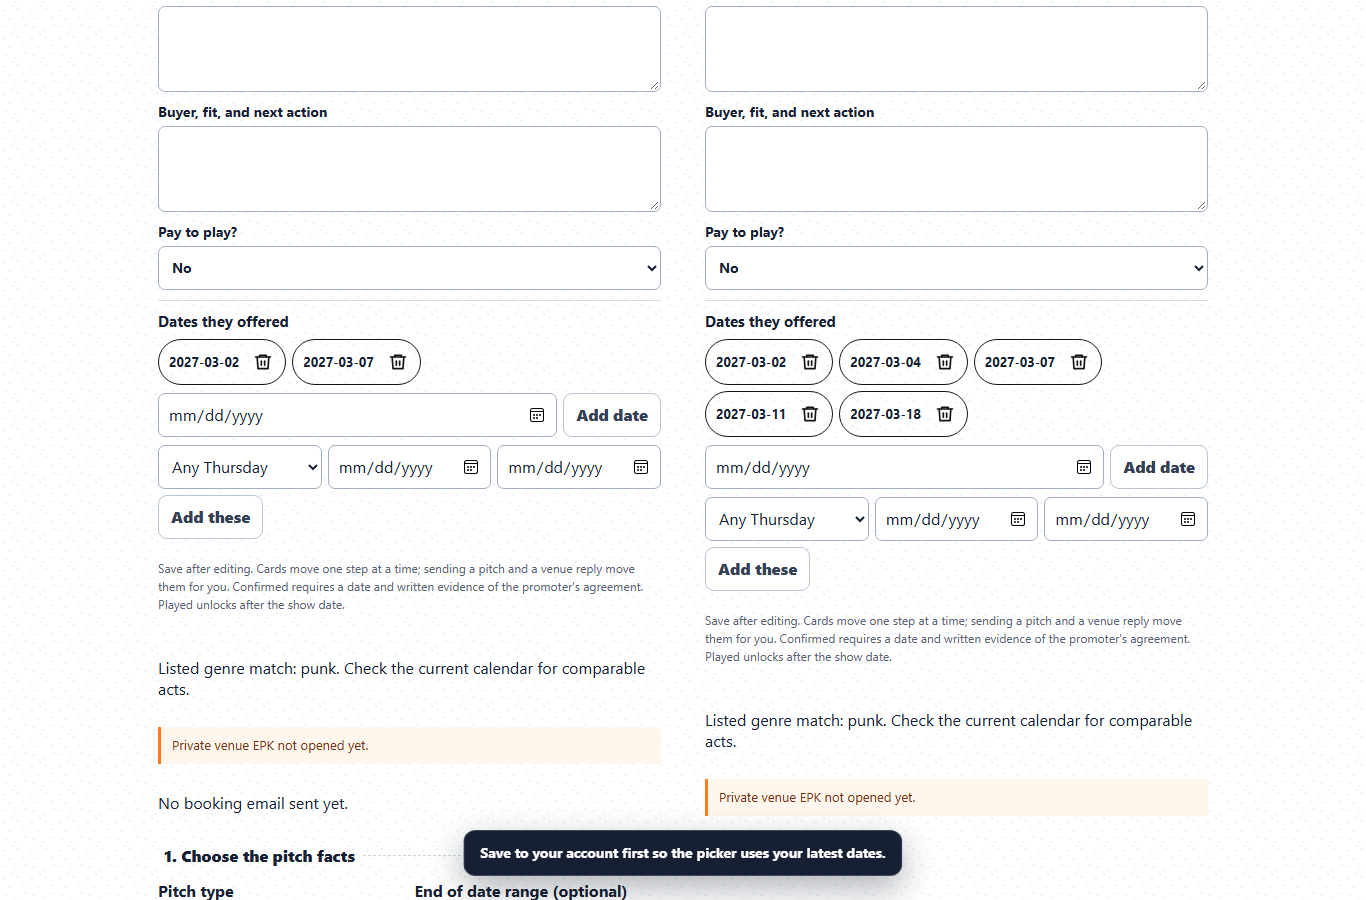 Buyer, fit, and next action
Pay to play?
No
Dates they offered
2027-03-02
2027-03-07
mm/dd/yyyy
Add date
Any Thursday
mm/dd/yyyy
mm/dd/yyyy
Add these
Save after editing. Cards move one step at a time; sending a pitch and a venue reply move
them for you. Confirmed requires a date and written evidence of the promoter's agreement.
Played unlocks after the show date.
Listed genre match: punk. Check the current calendar for comparable
acts.
Private venue EPK not opened yet.
No booking email sent yet.
1. Choose the pitch facts
Pitch type
End of date range (optional)
Buyer, fit, and next action
Pay to play?
No
Dates they offered
2027-03-02
2027-03-04
2027-03-07
2027-03-11
2027-03-18
mm/dd/yyyy
Add date
Any Thursday
mm/dd/yyyy
mm/dd/yyyy
Add these
Save after editing. Cards move one step at a time; sending a pitch and a venue reply move
them for you. Confirmed requires a date and written evidence of the promoter's agreement.
Played unlocks after the show date.
Listed genre match: punk. Check the current calendar for comparable
acts.
Private venue EPK not opened yet.
Save to your account first so the picker uses your latest dates.